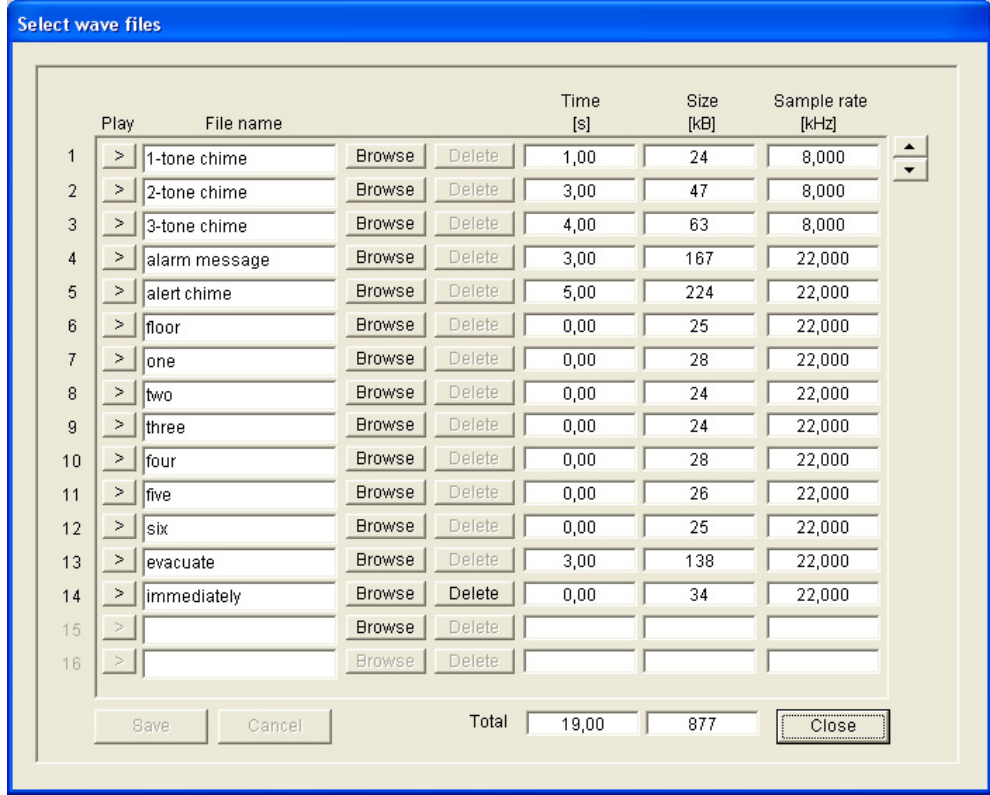 Select wave files
Time Size Sample rate
Play File name [s] [kB] [kHz]
1 > 1-tone chime Browse Delete 1,00 24 8,000
2 > 2-tone chime Browse Delete 3,00 47 8,000
3 > 3-tone chime Browse Delete 4,00 63 8,000
4 > alarm message Browse Delete 3,00 167 22,000
5 > alert chime Browse Delete 5,00 224 22,000
6 > floor Browse Delete 0,00 25 22,000
7 > one Browse Delete 0,00 28 22,000
8 > two Browse Delete 0,00 24 22,000
9 > three Browse Delete 0,00 24 22,000
10 > four Browse Delete 0,00 28 22,000
11 > five Browse Delete 0,00 26 22,000
12 > six Browse Delete 0,00 25 22,000
13 > evacuate Browse Delete 3,00 138 22,000
14 > immediately Browse Delete 0,00 34 22,000
15 > Browse Delete
16 > Browse Delete
Save Cancel Total 19,00 877 Close